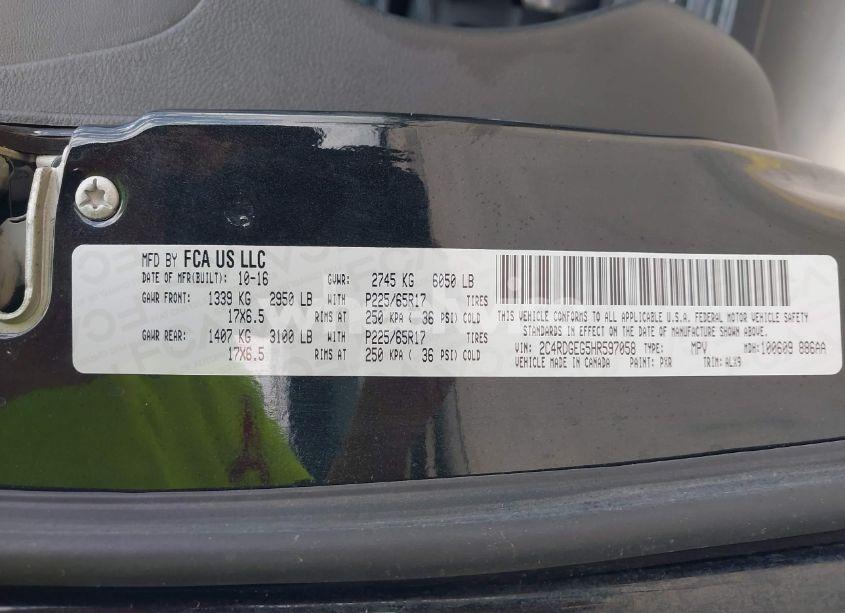 MFD BY FCA US LLC
DATE OF MFR(BUILT): 10-16 GVWR: 2745 KG 6050 LB
GAWR FRONT: 1339 KG 2950 LB WITH P225/65R17 TIRES
17X6.5 RIMS AT 250 KPA ( 36 PSI) COLD
GAWR REAR: 1407 KG 3100 LB WITH P225/65R17 TIRES
17X6.5 RIMS AT 250 KPA ( 36 PSI) COLD
THIS VEHICLE CONFORMS TO ALL APPLICABLE U.S.A. FEDERAL MOTOR VEHICLE SAFETY
STANDARDS IN EFFECT ON THE DATE OF MANUFACTURE SHOWN ABOVE.
VIN: 2C4RDGEG5HR597058 TYPE: MPV MDH: 100609 886AA
VEHICLE MADE IN CANADA PAINT: PXR TRIM: ALX9